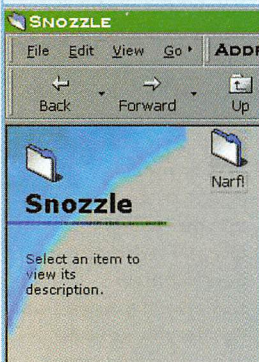 Snozzle
File Edit View Go Addr
Back Forward Up
Narf!
Snozzle
Select an item to
view its
description.